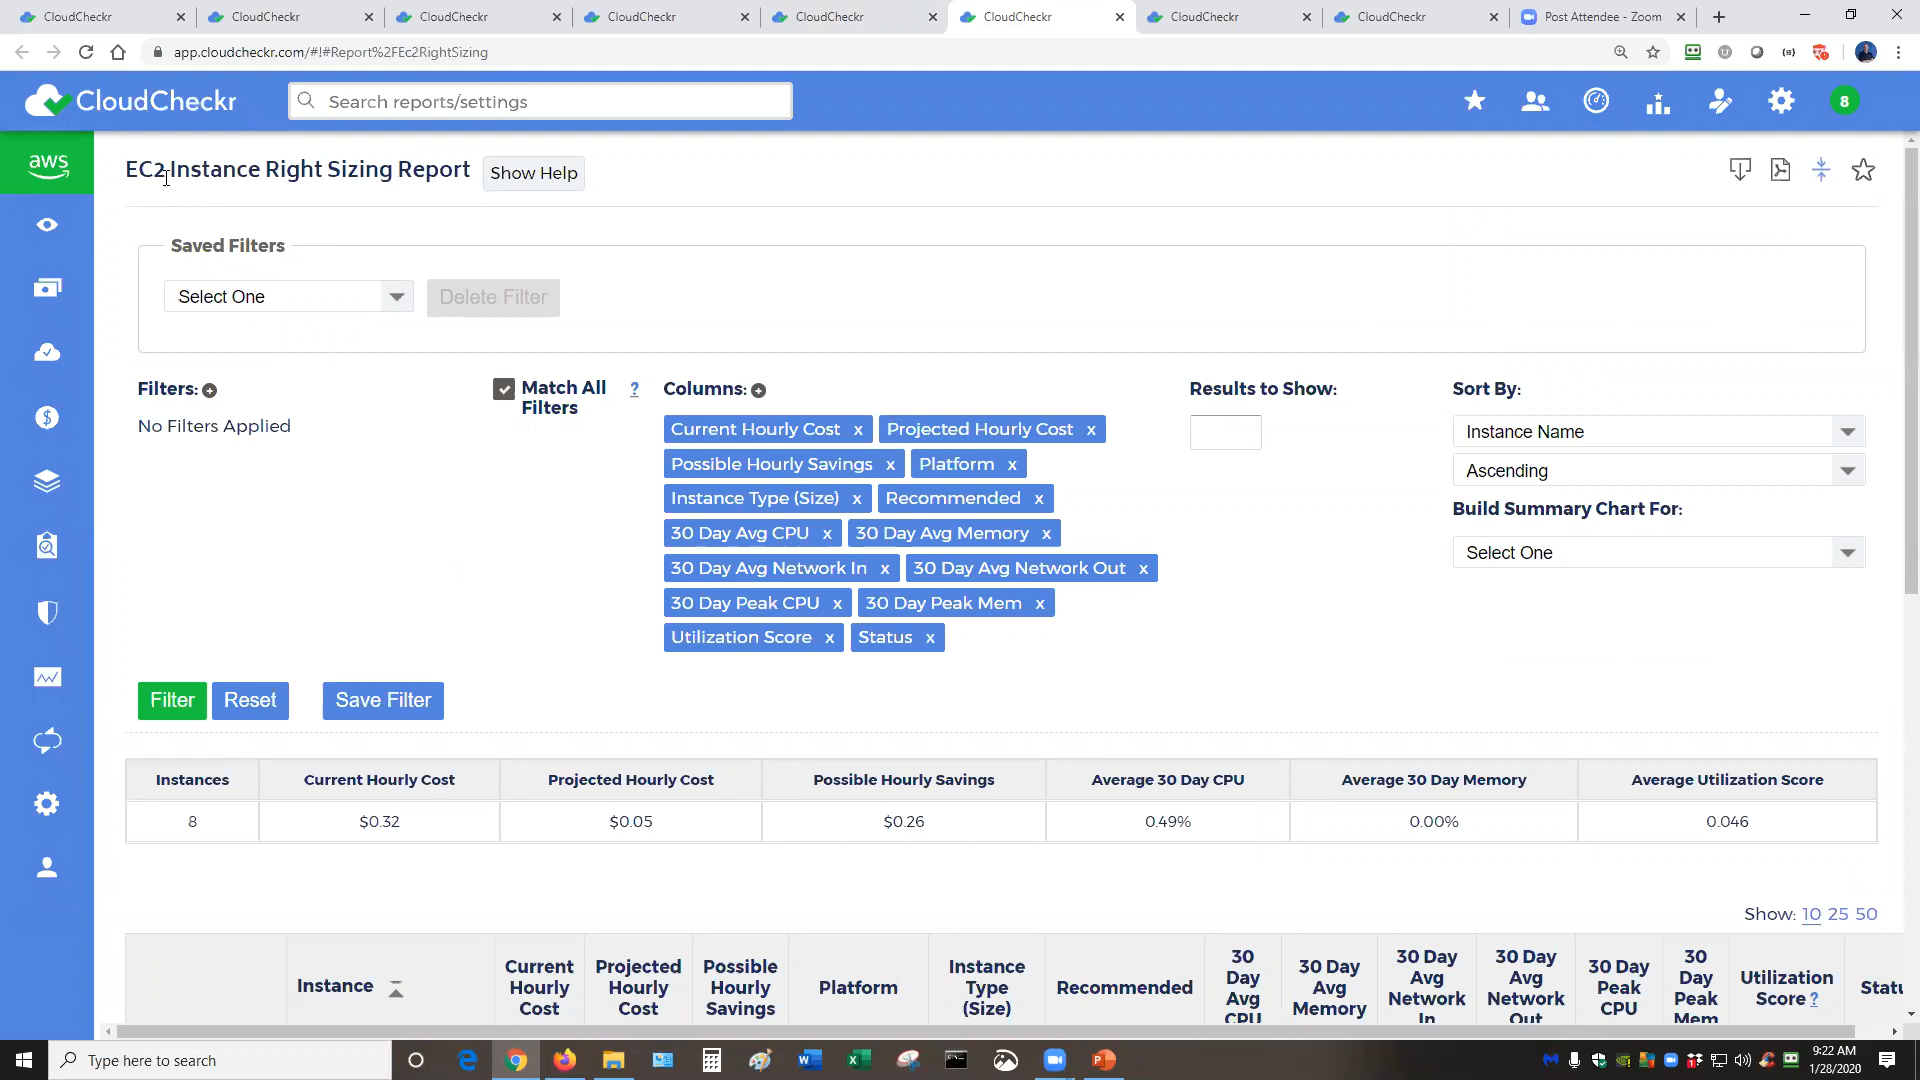 CloudCheckr
CloudCheckr
CloudCheckr
CloudCheckr
CloudCheckr
CloudCheckr
CloudCheckr
CloudCheckr
Post Attendee - Zoom
app.cloudcheckr.com/#!#Report%2FEc2RightSizing
CloudCheckr
Search reports/settings
8
aws
EC2 Instance Right Sizing Report
Show Help
Saved Filters
Select One
Delete Filter
Filters:
No Filters Applied
Match All
Filters
?
Columns:
Current Hourly Cost x
Projected Hourly Cost x
Possible Hourly Savings x
Platform x
Instance Type (Size) x
Recommended x
30 Day Avg CPU x
30 Day Avg Memory x
30 Day Avg Network In x
30 Day Avg Network Out x
30 Day Peak CPU x
30 Day Peak Mem x
Utilization Score x
Status x
Results to Show:
Sort By:
Instance Name
Ascending
Build Summary Chart For:
Select One
Filter
Reset
Save Filter
Instances Current Hourly Cost Projected Hourly Cost Possible Hourly Savings Average 30 Day CPU Average 30 Day Memory Average Utilization Score
8 $0.32 $0.05 $0.26 0.49% 0.00% 0.046
Show: 10 25 50
Instance
Current
Hourly
Cost
Projected
Hourly
Cost
Possible
Hourly
Savings
Platform
Instance
Type
(Size)
Recommended
30
Day
Avg
CPU
30 Day
Avg
Memory
30 Day
Avg
Network
In
30 Day
Avg
Network
Out
30 Day
Peak
CPU
30
Day
Peak
Mem
Utilization
Score ?
Statu
Type here to search
9:22 AM
1/28/2020